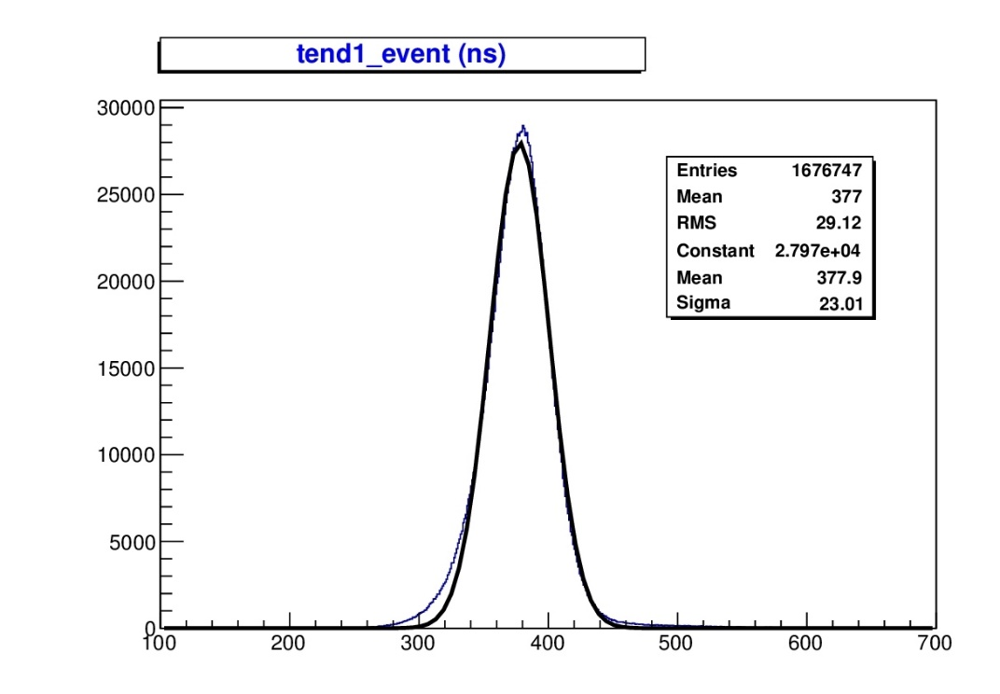 tend1_event (ns)
30000
25000
20000
15000
10000
5000
0
Entries 1676747
Mean 377
RMS 29.12
Constant 2.797e+04
Mean 377.9
Sigma 23.01
100 200 300 400 500 600 700